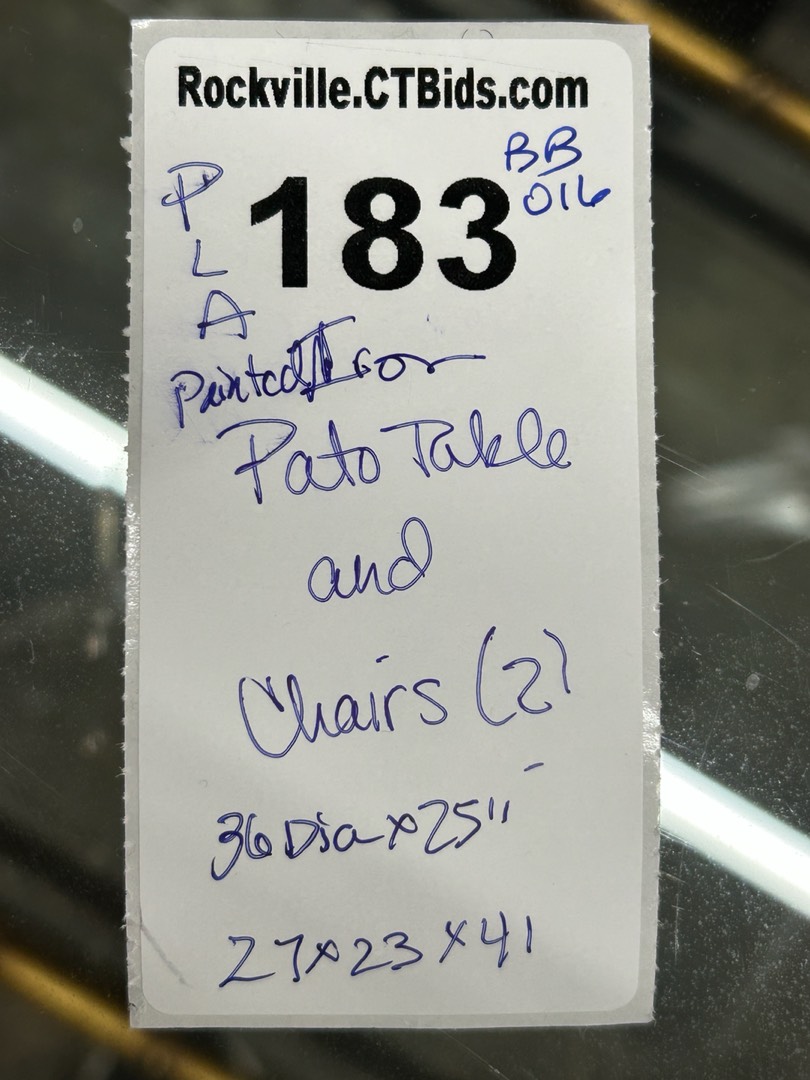 Rockville.CTBids.com
BB
016
183
P
L
A
Painted Iron
Pato Table
and
Chairs (2)
36 Dia x 25"
27 x 23 x 41